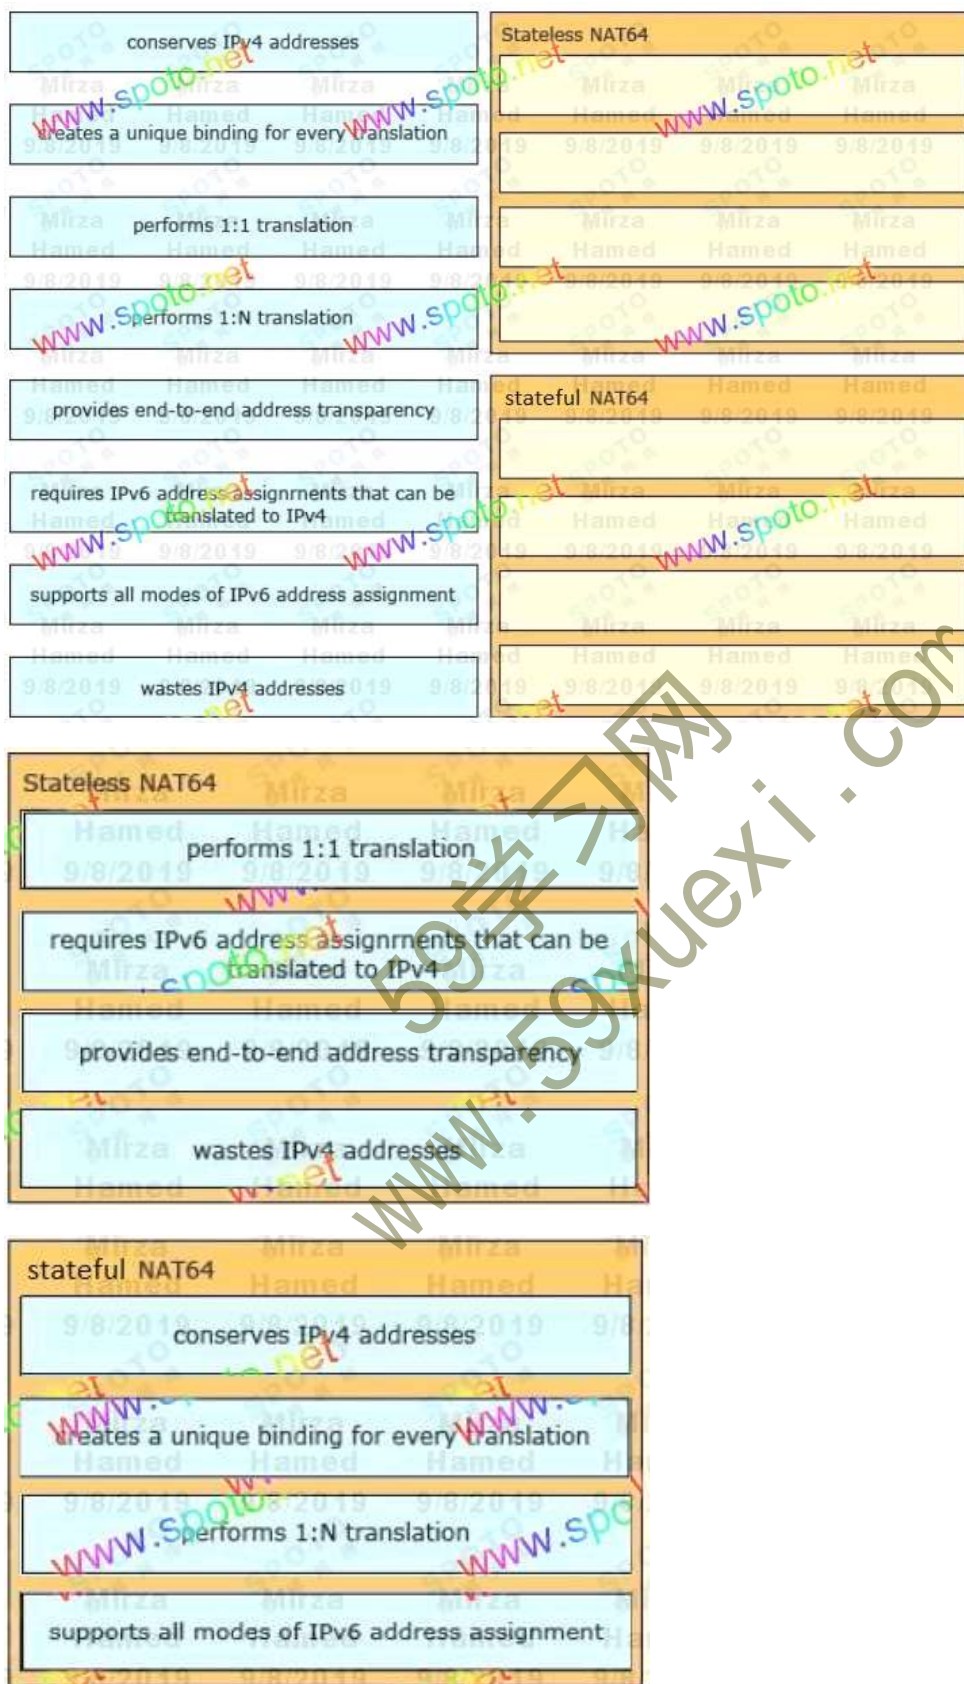 conserves IPv4 addresses
creates a unique binding for every translation
performs 1:1 translation
performs 1:N translation
provides end-to-end address transparency
requires IPv6 address assignrnents that can be
translated to IPv4
supports all modes of IPv6 address assignment
wastes IPv4 addresses
Stateless NAT64
stateful NAT64
Stateless NAT64
performs 1:1 translation
requires IPv6 address assignrnents that can be
translated to IPv4
provides end-to-end address transparency
wastes IPv4 addresses
stateful NAT64
conserves IPv4 addresses
creates a unique binding for every translation
performs 1:N translation
supports all modes of IPv6 address assignment
www.spoto.net
SPOTO
Mirza
Hamed
9/8/2019
59学习网
www.59xuexi.com